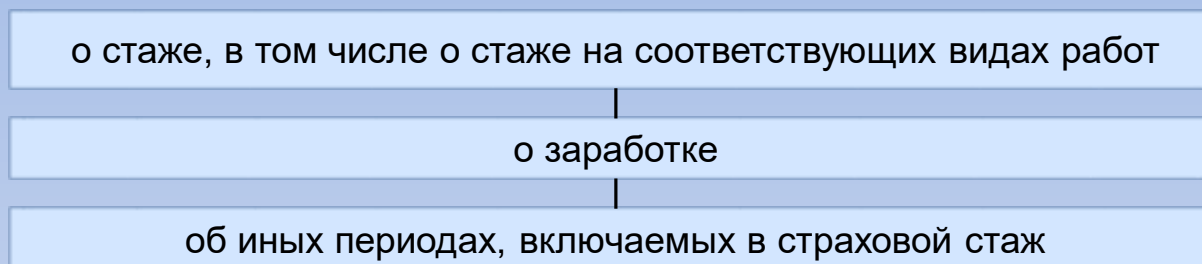 о стаже, в том числе о стаже на соответствующих видах работ
о заработке
об иных периодах, включаемых в страховой стаж